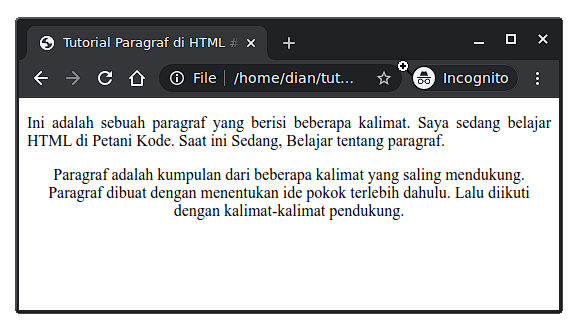 Tutorial Paragraf di HTML #
File
/home/dian/tut...
Incognito
Ini adalah sebuah paragraf yang berisi beberapa kalimat. Saya sedang belajar
HTML di Petani Kode. Saat ini Sedang, Belajar tentang paragraf.
Paragraf adalah kumpulan dari beberapa kalimat yang saling mendukung.
Paragraf dibuat dengan menentukan ide pokok terlebih dahulu. Lalu diikuti
dengan kalimat-kalimat pendukung.